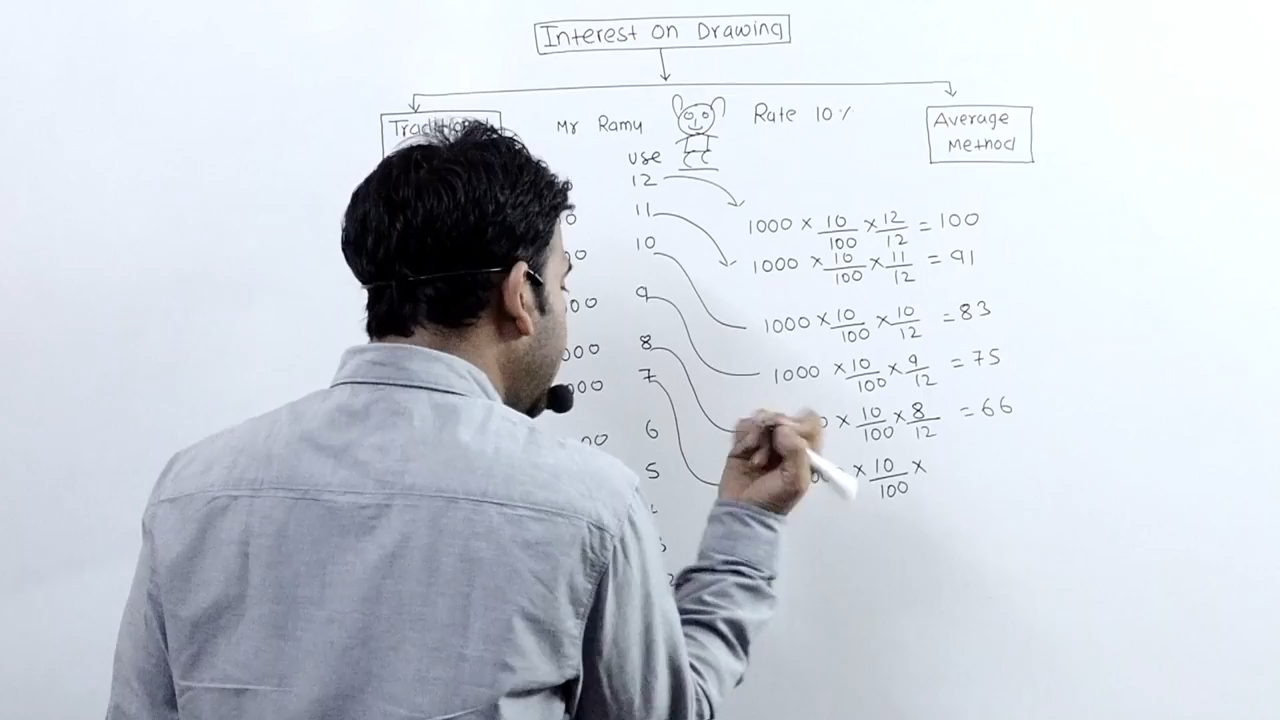 Interest on Drawing
Traditional
Mr Ramu
Rate 10%
Average
Method
use
12
1000 × 10/100 × 12/12 = 100
11
1000 × 10/100 × 11/12 = 91
10
1000 × 10/100 × 10/12 = 83
9
1000 × 10/100 × 9/12 = 75
8
× 10/100 × 8/12 = 66
7
× 10/100 ×
6
5